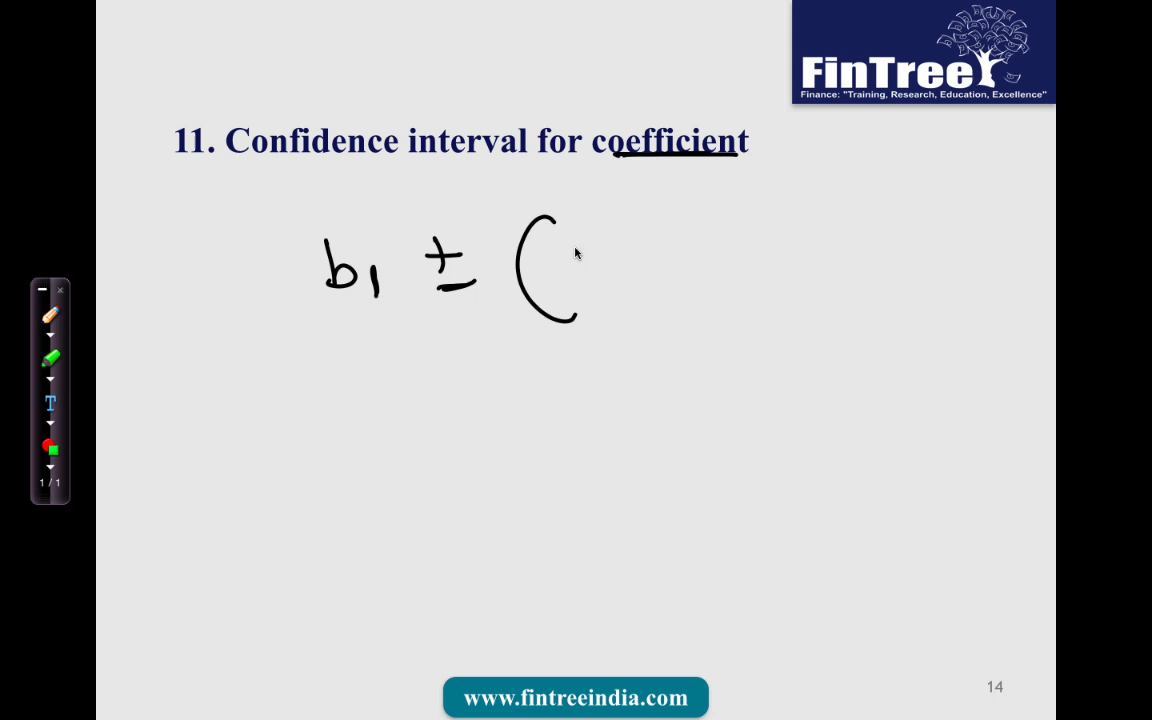 FinTree
Finance: "Training, Research, Education, Excellence"
11. Confidence interval for coefficient
b1 ± (
T
1 / 1
14
www.fintreeindia.com